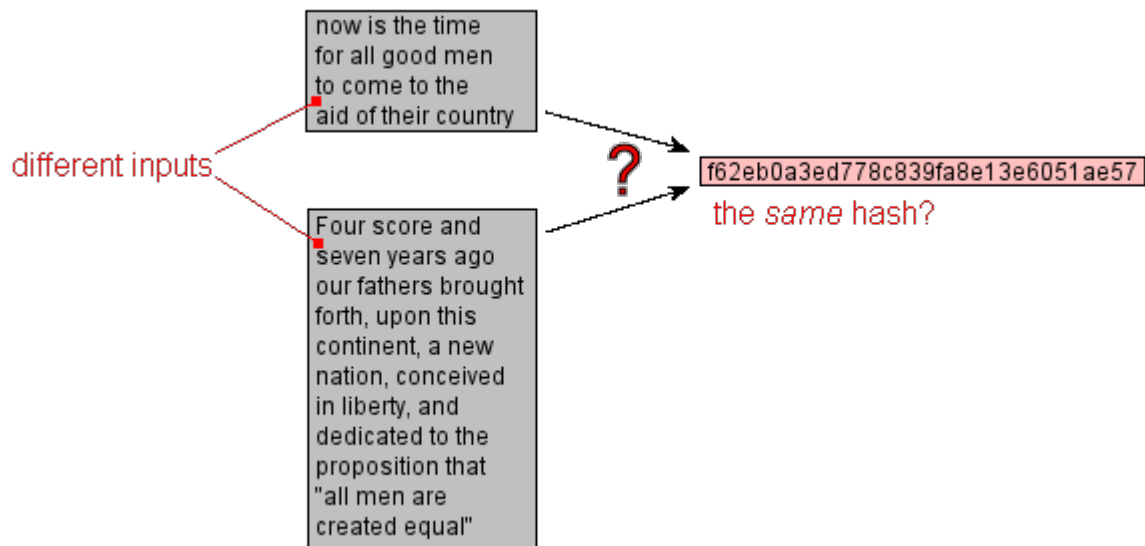 now is the time
for all good men
to come to the
aid of their country
different inputs
?
f62eb0a3ed778c839fa8e13e6051ae57
the same hash?
Four score and
seven years ago
our fathers brought
forth, upon this
continent, a new
nation, conceived
in liberty, and
dedicated to the
proposition that
"all men are
created equal"